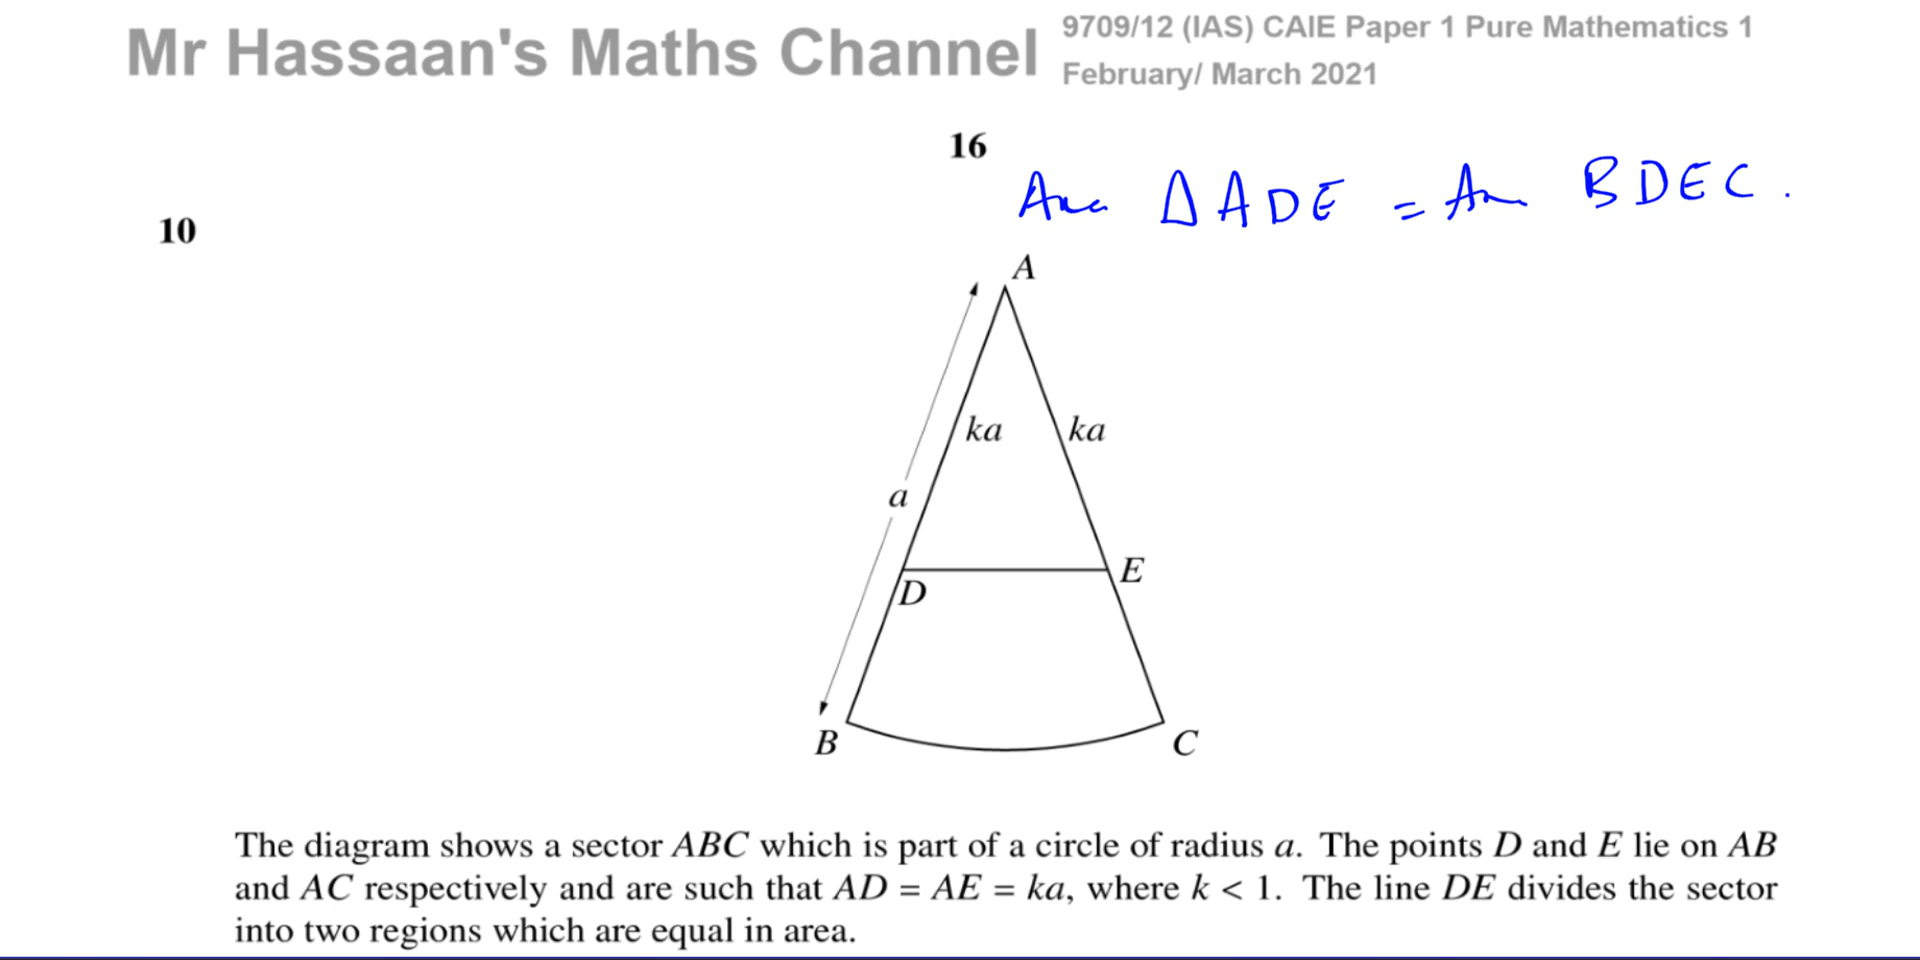 Mr Hassaan's Maths Channel
9709/12 (IAS) CAIE Paper 1 Pure Mathematics 1
February/ March 2021
16
Area Δ ADE = Area BDEC.
10
A
ka ka
a
E
D
B
C
The diagram shows a sector ABC which is part of a circle of radius a. The points D and E lie on AB
and AC respectively and are such that AD = AE = ka, where k < 1. The line DE divides the sector
into two regions which are equal in area.